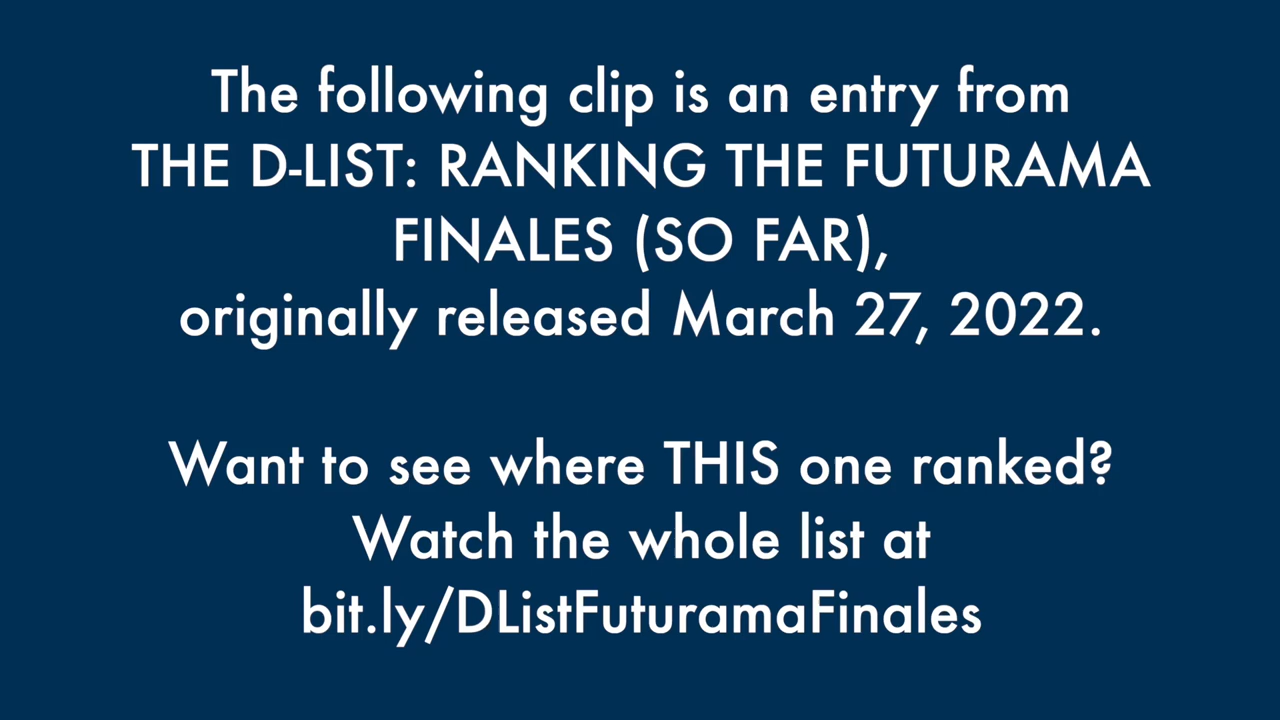 The following clip is an entry from
THE D-LIST: RANKING THE FUTURAMA
FINALES (SO FAR),
originally released March 27, 2022.
Want to see where THIS one ranked?
Watch the whole list at
bit.ly/DListFuturamaFinales